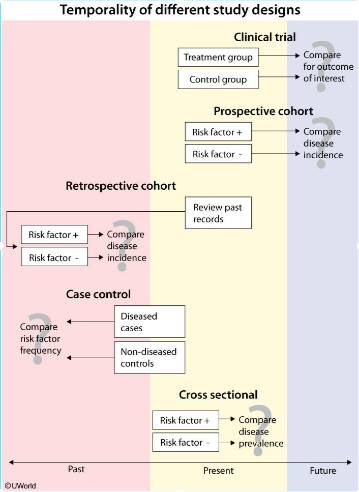 Temporality of different study designs
Clinical trial
Treatment group
Control group
Compare
for outcome
of interest
?
Prospective cohort
Risk factor +
Risk factor -
Compare
disease
incidence
?
Retrospective cohort
Review past
records
Risk factor +
Risk factor -
Compare
disease
incidence
?
Case control
Diseased
cases
Non-diseased
controls
Compare
risk factor
frequency
?
Cross sectional
Risk factor +
Risk factor -
Compare
disease
prevalence
?
Past
Present
Future
©UWorld